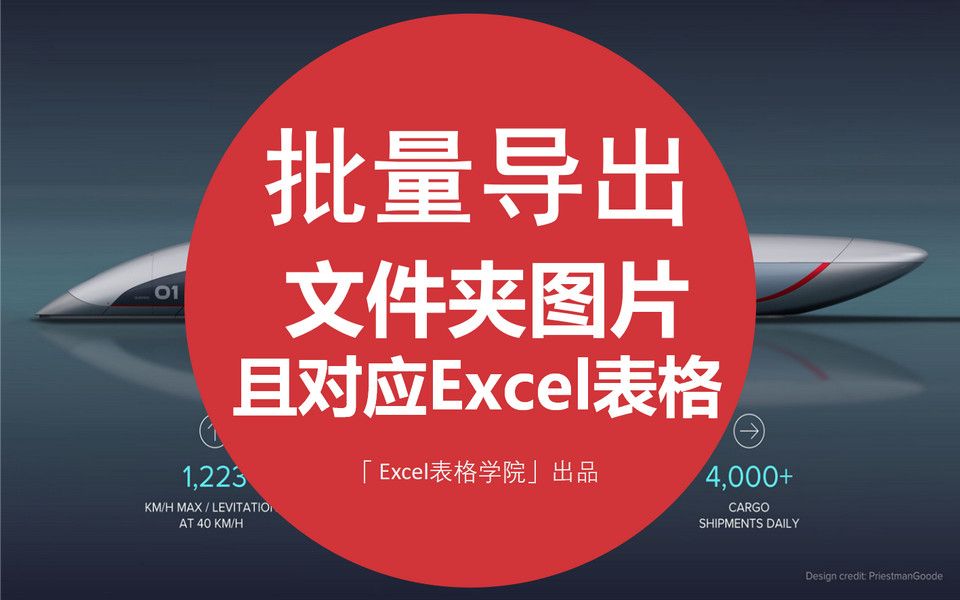 批量导出
文件夹图片
且对应Excel表格
「Excel表格学院」出品
01
1,223
KM/H MAX / LEVITATION
AT 40 KM/H
4,000+
CARGO
SHIPMENTS DAILY
Design credit: PriestmanGoode